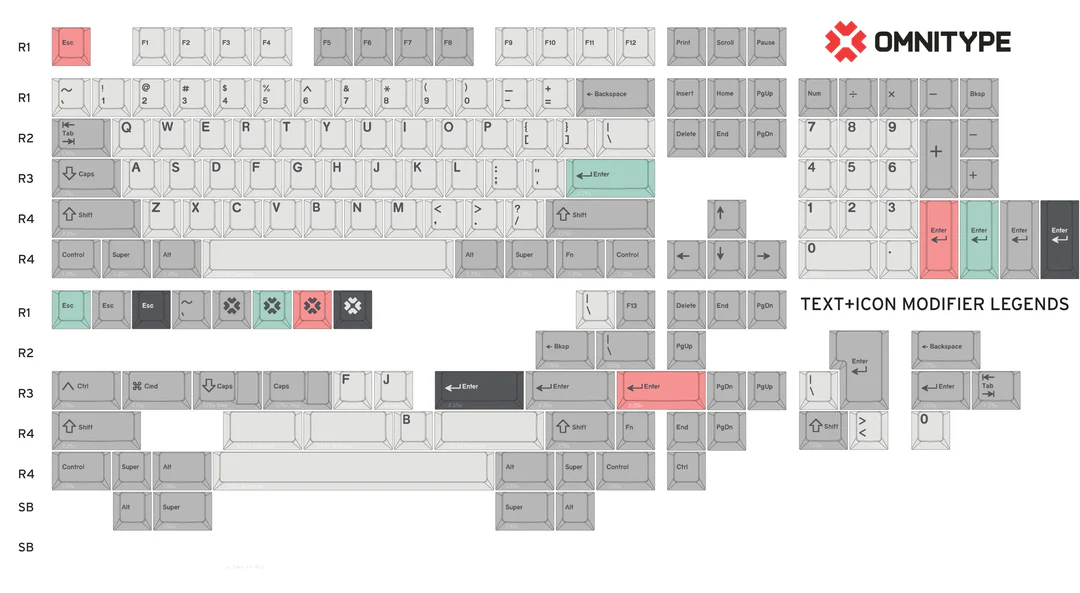 R1 Esc F1 F2 F3 F4 F5 F6 F7 F8 F9 F10 F11 F12 Print Scroll Pause
OMNITYPE
R1 ~ ` ! 1 @ 2 # 3 $ 4 % 5 ^ 6 & 7 * 8 ( 9 ) 0 _ - + = ← Backspace Insert Home PgUp Num ÷ × − Bksp
R2 Tab Q W E R T Y U I O P { [ } ] | \ Delete End PgDn 7 8 9 + −
R3 Caps A S D F G H J K L : ; " ' Enter 4 5 6 +
R4 Shift Z X C V B N M < , > . ? / Shift ↑ 1 2 3 Enter Enter Enter Enter
R4 Control Super Alt Alt Super Fn Control ← ↓ → 0 .
R1 Esc Esc Esc ~ ` | \ F13 Delete End PgDn
TEXT+ICON MODIFIER LEGENDS
R2 ← Bksp | \ PgUp Enter ← Backspace
R3 ^ Ctrl ⌘ Cmd Caps Caps F J Enter Enter Enter PgDn PgUp | \ Enter Tab
R4 Shift B Shift Fn End PgDn Shift > < 0
R4 Control Super Alt Alt Super Control Ctrl
SB Alt Super Super Alt
SB